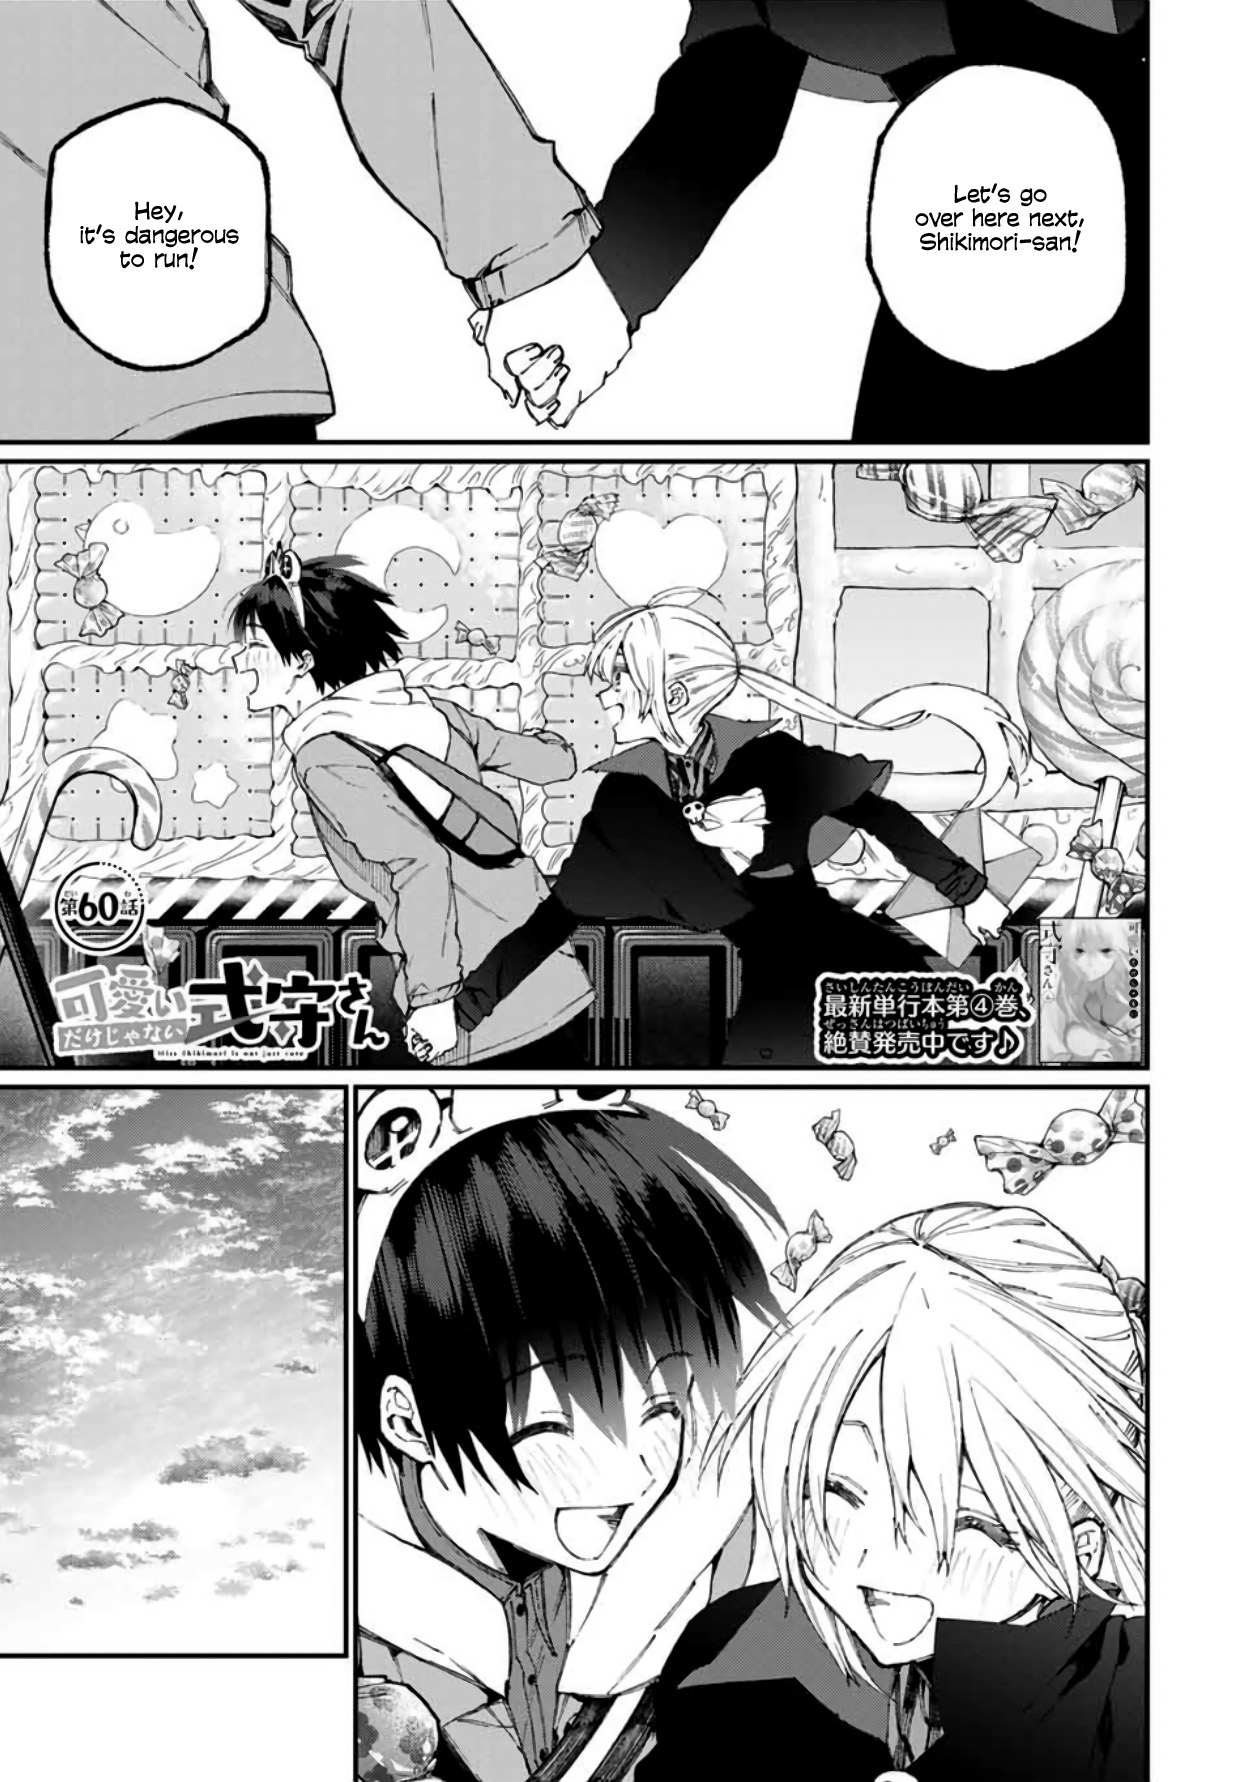 Let's go
over here next,
Shikimori-san!
Hey,
it's dangerous
to run!
第60話
可愛い
だけじゃない
式守さん
Miss Shikimori is not just cute
最新単行本第④巻、
絶賛発売中です♪